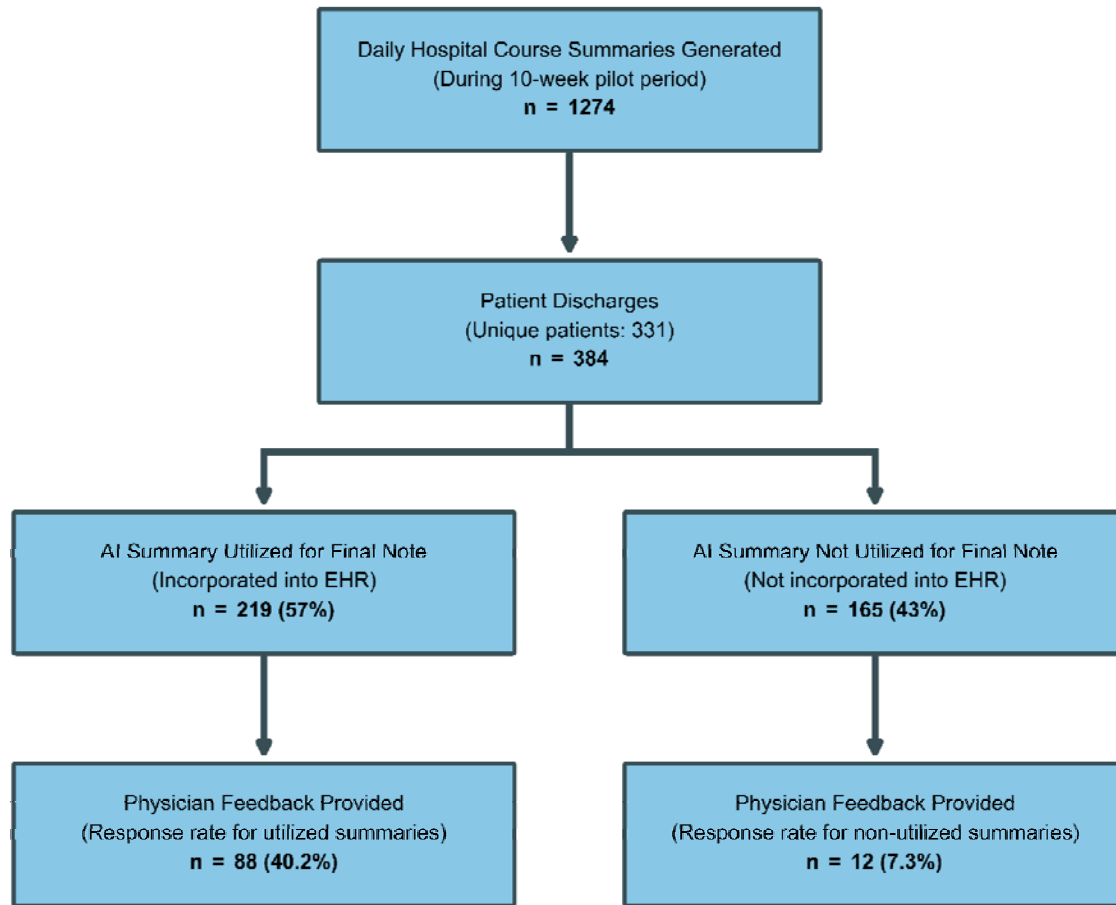 Daily Hospital Course Summaries Generated
(During 10-week pilot period)
n = 1274
Patient Discharges
(Unique patients: 331)
n = 384
AI Summary Utilized for Final Note
(Incorporated into EHR)
n = 219 (57%)
AI Summary Not Utilized for Final Note
(Not incorporated into EHR)
n = 165 (43%)
Physician Feedback Provided
(Response rate for utilized summaries)
n = 88 (40.2%)
Physician Feedback Provided
(Response rate for non-utilized summaries)
n = 12 (7.3%)